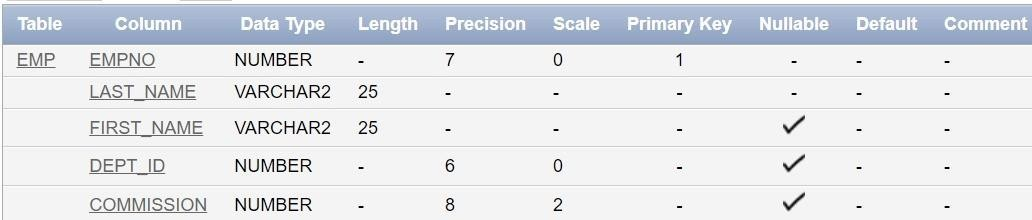 Table Column Data Type Length Precision Scale Primary Key Nullable Default Comment
EMP EMPNO NUMBER - 7 0 1 - - -
LAST_NAME VARCHAR2 25 - - - - - -
FIRST_NAME VARCHAR2 25 - - - ✓ - -
DEPT_ID NUMBER - 6 0 - ✓ - -
COMMISSION NUMBER - 8 2 - ✓ - -